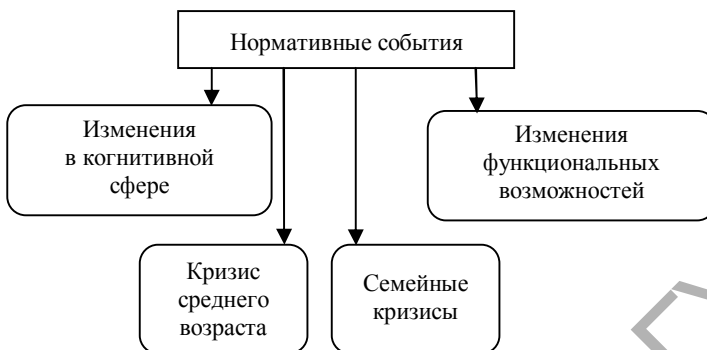 Нормативные события
Изменения
в когнитивной
сфере
Изменения
функциональных
возможностей
Кризис
среднего
возраста
Семейные
кризисы